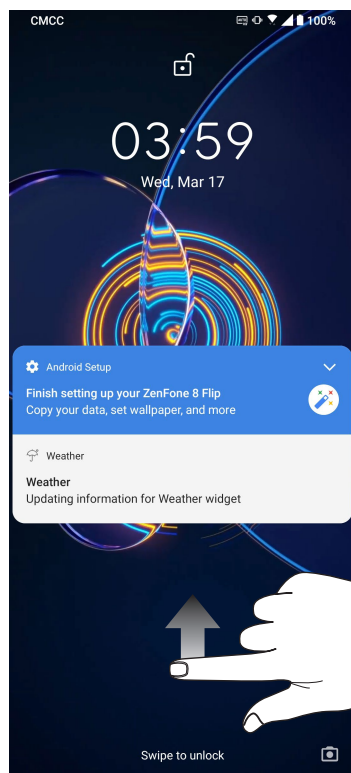 CMCC
100%
03:59
Wed, Mar 17
Android Setup
Finish setting up your ZenFone 8 Flip
Copy your data, set wallpaper, and more
Weather
Weather
Updating information for Weather widget
Swipe to unlock